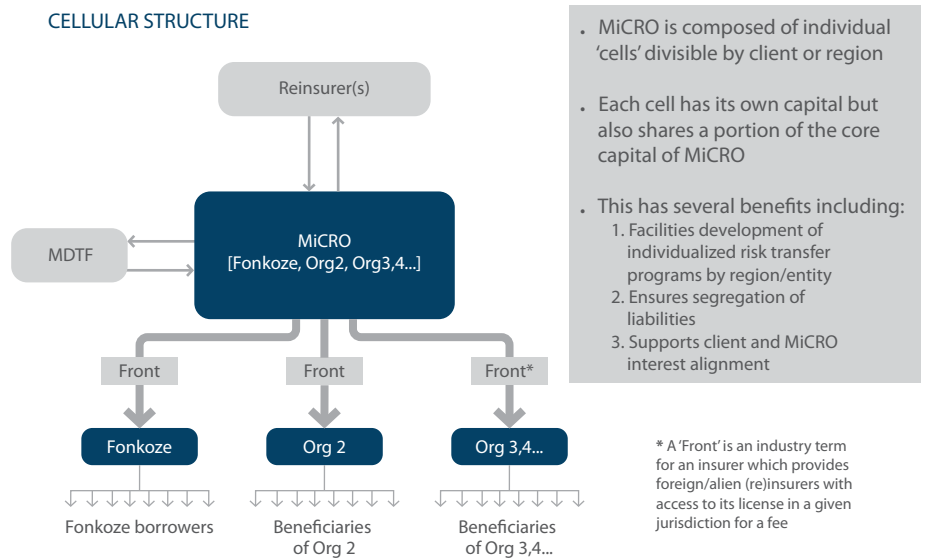 CELLULAR STRUCTURE
Reinsurer(s)
MDTF
MiCRO
[Fonkoze, Org2, Org3,4...]
Front
Front
Front*
Fonkoze
Org 2
Org 3,4...
Fonkoze borrowers
Beneficiaries
of Org 2
Beneficiaries
of Org 3,4...
. MiCRO is composed of individual
‘cells’ divisible by client or region
. Each cell has its own capital but
also shares a portion of the core
capital of MiCRO
. This has several benefits including:
1. Facilities development of
individualized risk transfer
programs by region/entity
2. Ensures segregation of
liabilities
3. Supports client and MiCRO
interest alignment
* A ‘Front’ is an industry term
for an insurer which provides
foreign/alien (re)insurers with
access to its license in a given
jurisdiction for a fee